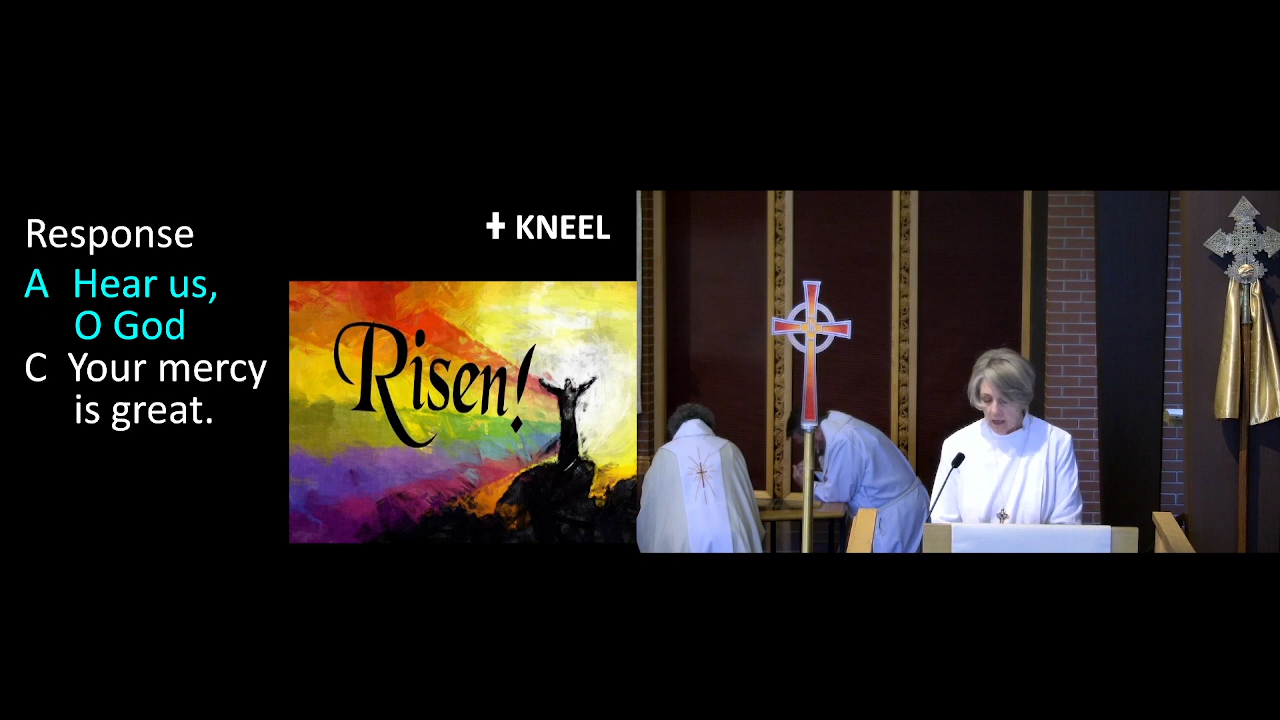 Response
A Hear us,
O God
C Your mercy
is great.
✝ KNEEL
Risen!